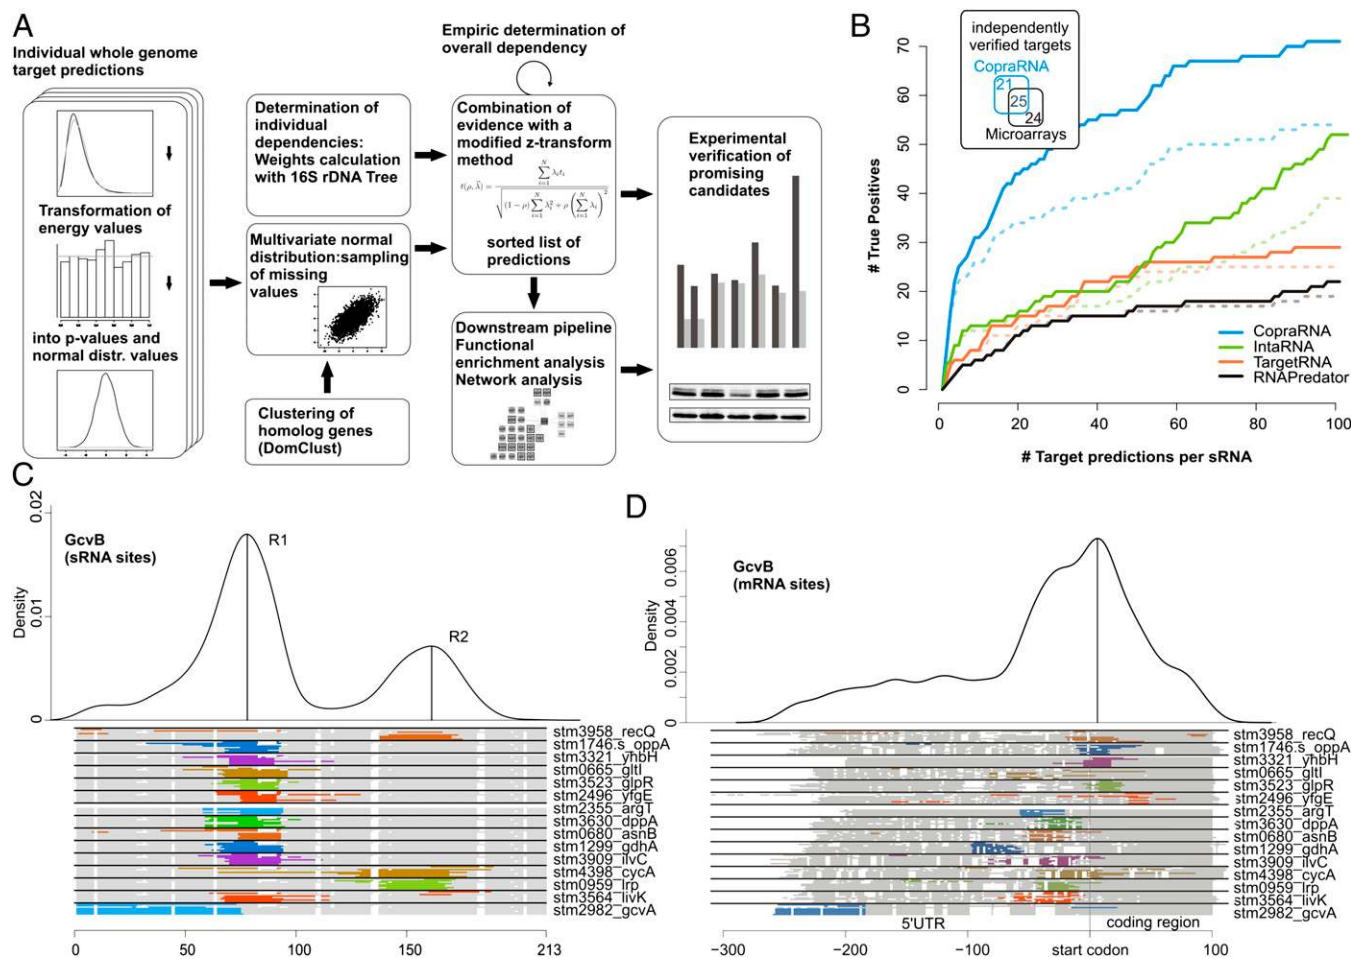 A
Individual whole genome
target predictions
Transformation of
energy values
into p-values and
normal distr. values
Determination of
individual
dependencies:
Weights calculation
with 16S rDNA Tree
Multivariate normal
distribution:sampling
of missing
values
Clustering of
homolog genes
(DomClust)
Empiric determination of
overall dependency
Combination of
evidence with a
modified z-transform
method
sorted list of
predictions
Downstream pipeline
Functional
enrichment analysis
Network analysis
Experimental
verification of
promising
candidates
B
independently
verified targets
CopraRNA
21
25
24
Microarrays
# True Positives
0
10
20
30
40
50
60
70
CopraRNA
IntaRNA
TargetRNA
RNAPredator
0 20 40 60 80 100
# Target predictions per sRNA
C
GcvB
(sRNA sites)
R1
R2
Density
0
0.01
0.02
stm3958_recQ
stm1746.s_oppA
stm3321_yhbH
stm0665_gltI
stm3523_glpR
stm2496_yfgE
stm2355_argT
stm3630_dppA
stm0680_asnB
stm1299_gdhA
stm3909_ilvC
stm4398_cycA
stm0959_lrp
stm3564_livK
stm2982_gcvA
0 50 100 150 213
D
GcvB
(mRNA sites)
Density
0
0.002
0.004
0.006
stm3958_recQ
stm1746.s_oppA
stm3321_yhbH
stm0665_gltI
stm3523_glpR
stm2496_yfgE
stm2355_argT
stm3630_dppA
stm0680_asnB
stm1299_gdhA
stm3909_ilvC
stm4398_cycA
stm0959_lrp
stm3564_livK
stm2982_gcvA
5'UTR coding region
−300 −200 −100 start codon 100